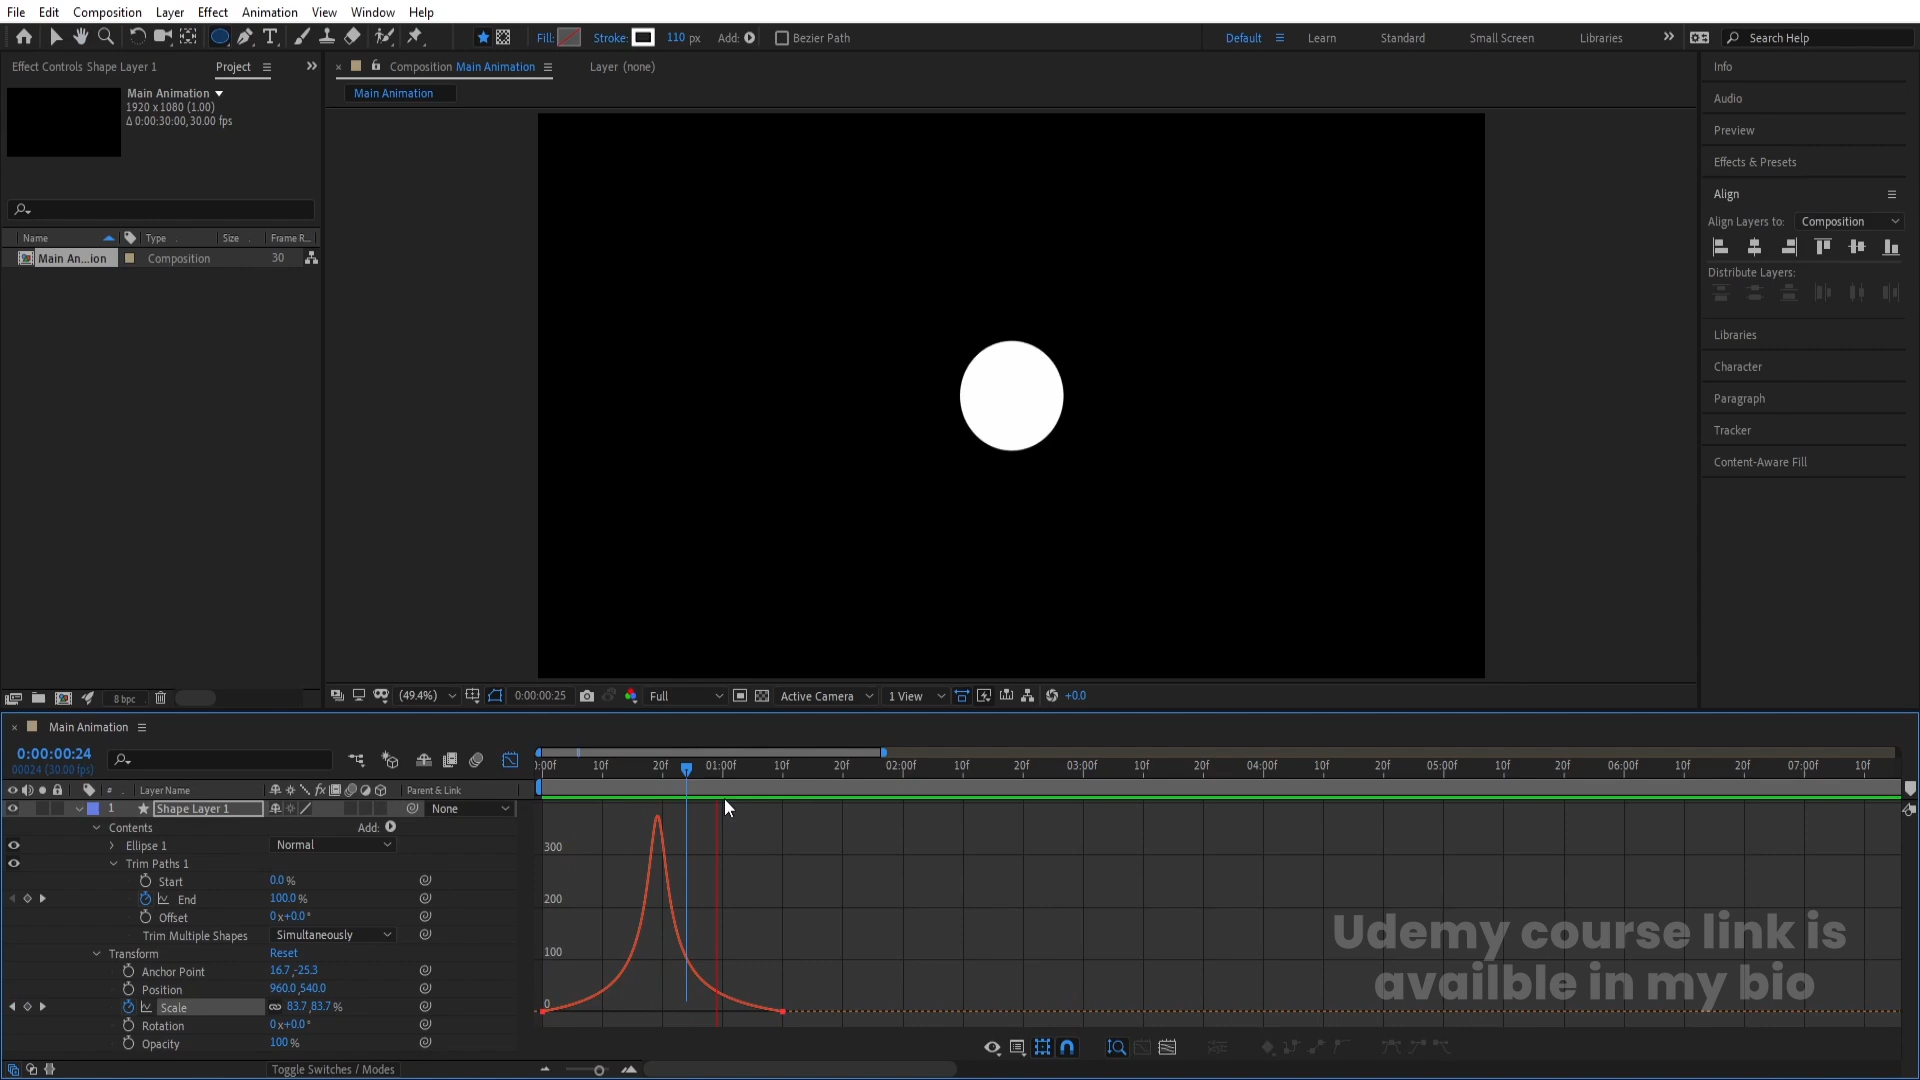 File Edit Composition Layer Effect Animation View Window Help
Fill: Stroke: 110 px Add: Bezier Path Default Learn Standard Small Screen Libraries Search Help
Effect Controls Shape Layer 1 Project
Composition Main Animation Layer (none)
Main Animation
Main Animation
1920 x 1080 (1.00)
Δ 0:00:30:00, 30.00 fps
Name Type Size Frame R...
Main An...ion Composition 30
8 bpc
(49.4%) 0:00:00:25 Full Active Camera 1 View +0.0
Info
Audio
Preview
Effects & Presets
Align
Align Layers to: Composition
Distribute Layers:
Libraries
Character
Paragraph
Tracker
Content-Aware Fill
Main Animation
0:00:00:24
00024 (30.00 fps)
# Layer Name Parent & Link
1 Shape Layer 1 None
Contents Add:
Ellipse 1 Normal
Trim Paths 1
Start 0.0 %
End 100.0 %
Offset 0 x+0.0 °
Trim Multiple Shapes Simultaneously
Transform Reset
Anchor Point 16.7,-25.3
Position 960.0,540.0
Scale 83.7,83.7 %
Rotation 0 x+0.0 °
Opacity 100 %
Toggle Switches / Modes
):00f 10f 20f 01:00f 10f 20f 02:00f 10f 20f 03:00f 10f 20f 04:00f 10f 20f 05:00f 10f 20f 06:00f 10f 20f 07:00f 10f
300
200
100
0
Udemy course link is
availble in my bio